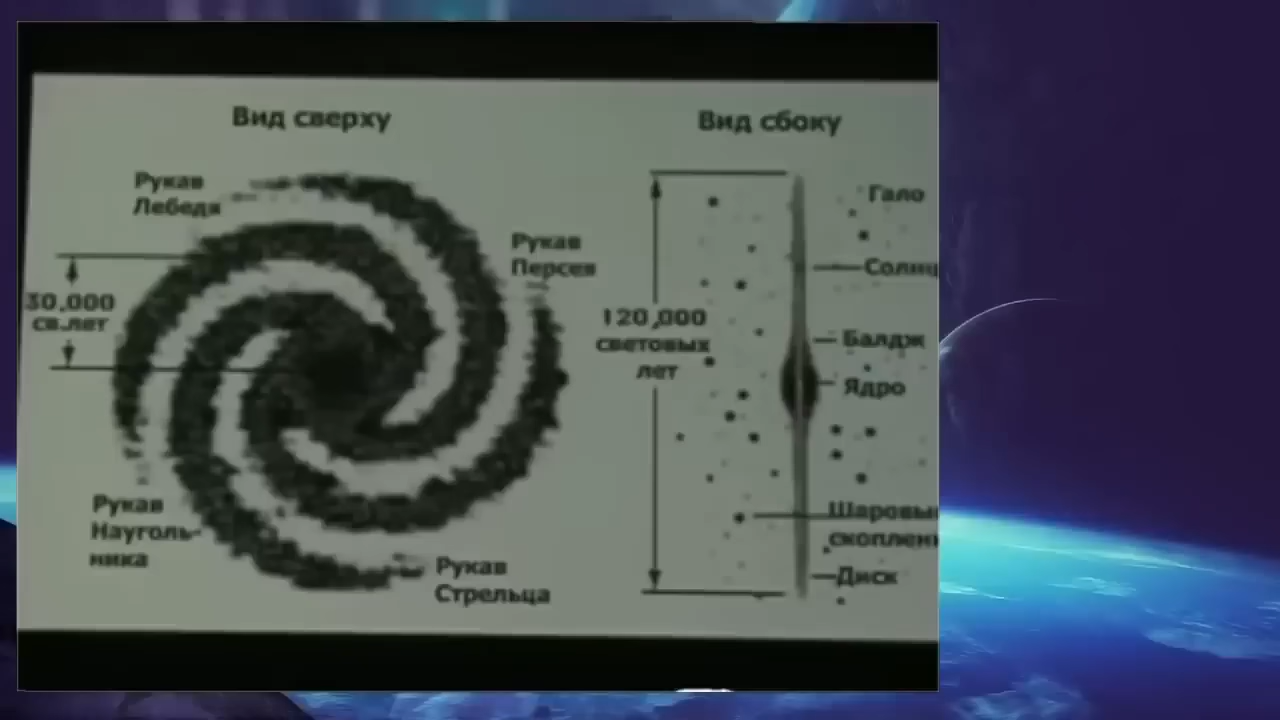 Вид сверху
Рукав
Лебедя
Рукав
Персея
30,000
св.лет
Рукав
Науголь-
ника
Рукав
Стрельца
Вид сбоку
Гало
Солнц
120,000
световых
лет
Балдж
Ядро
Шаровы
скоплен
Диск